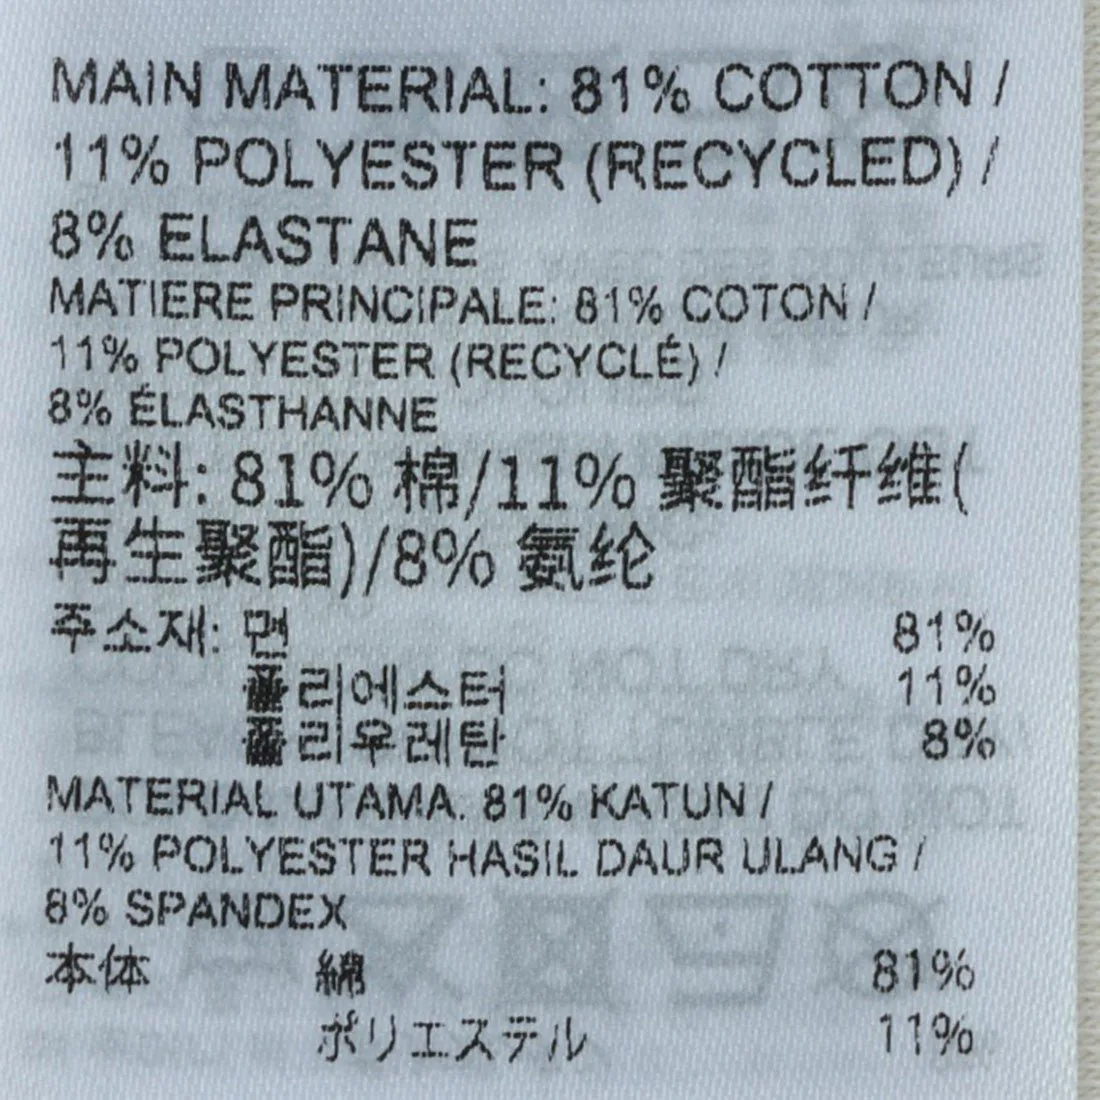 MAIN MATERIAL: 81% COTTON /
11% POLYESTER (RECYCLED) /
8% ELASTANE
MATIERE PRINCIPALE: 81% COTON /
11% POLYESTER (RECYCLÉ) /
8% ÉLASTHANNE
主料: 81% 棉/11% 聚酯纤维(
再生聚酯)/8% 氨纶
주소재: 면 81%
폴리에스터 11%
폴리우레탄 8%
MATERIAL UTAMA. 81% KATUN /
11% POLYESTER HASIL DAUR ULANG /
8% SPANDEX
本体 綿 81%
ポリエステル 11%